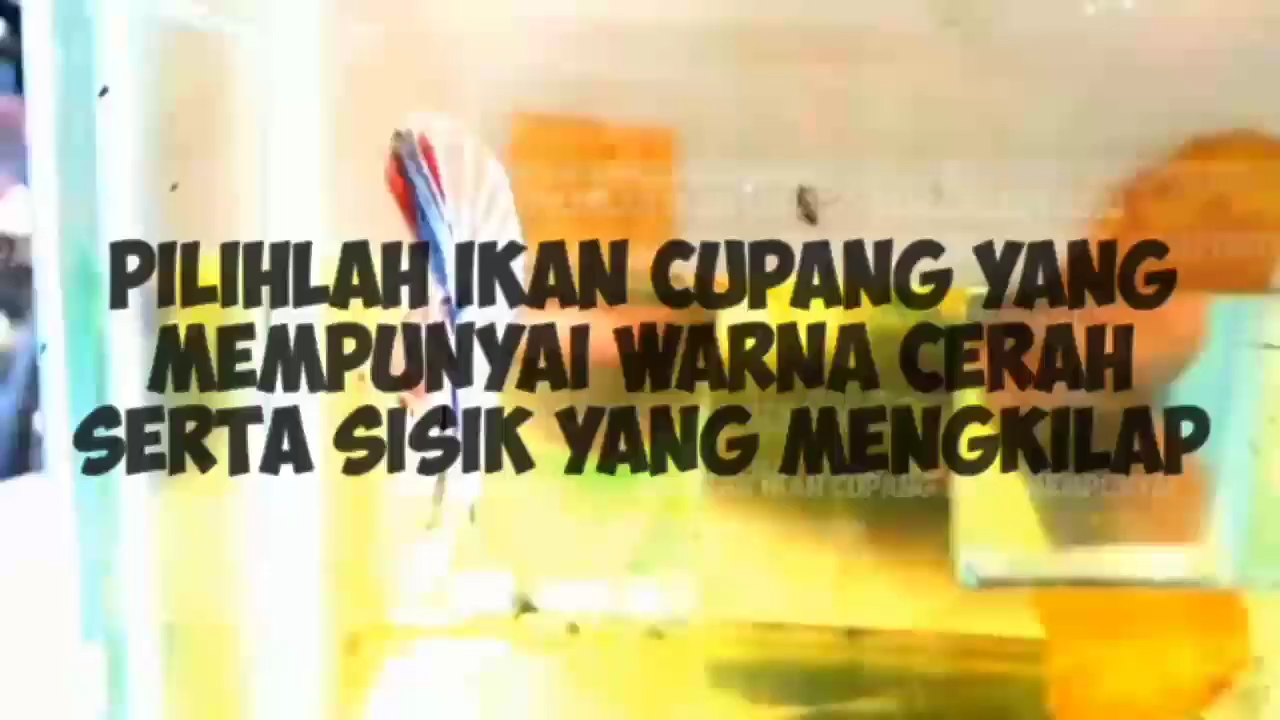 PILIHLAH IKAN CUPANG YANG
MEMPUNYAI WARNA CERAH
SERTA SISIK YANG MENGKILAP